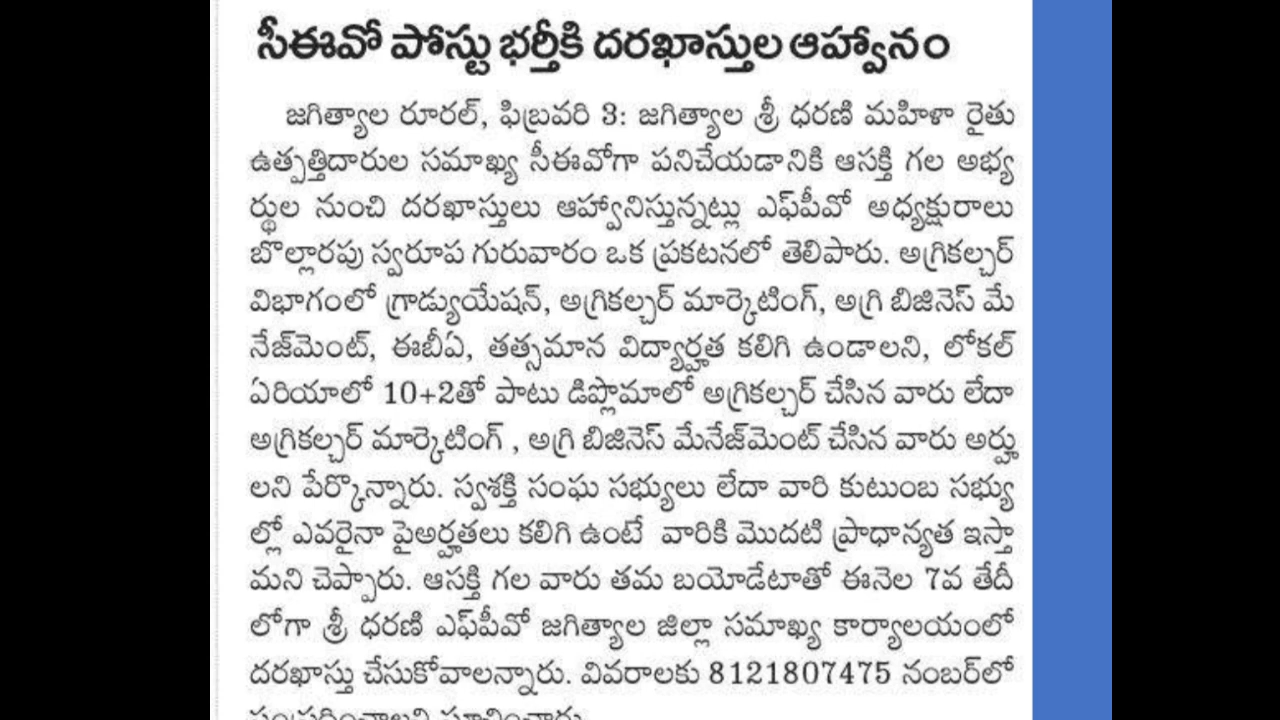 సీఈవో పోస్టు భర్తీకి దరఖాస్తుల ఆహ్వానం
జగిత్యాల రూరల్, ఫిబ్రవరి 3: జగిత్యాల శ్రీ ధరణి మహిళా రైతు
ఉత్పత్తిదారుల సమాఖ్య సీఈవోగా పనిచేయడానికి ఆసక్తి గల అభ్య
ర్థుల నుంచి దరఖాస్తులు ఆహ్వానిస్తున్నట్లు ఎఫ్‌పీవో అధ్యక్షురాలు
బొల్లారపు స్వరూప గురువారం ఒక ప్రకటనలో తెలిపారు. అగ్రికల్చర్
విభాగంలో గ్రాడ్యుయేషన్, అగ్రికల్చర్ మార్కెటింగ్, అగ్రి బిజినెస్ మే
నేజ్‌మెంట్, ఈబీఏ, తత్సమాన విద్యార్హత కలిగి ఉండాలని, లోకల్
ఏరియాలో 10+2తో పాటు డిప్లొమాలో అగ్రికల్చర్ చేసిన వారు లేదా
అగ్రికల్చర్ మార్కెటింగ్ , అగ్రి బిజినెస్ మేనేజ్‌మెంట్ చేసిన వారు అర్హు
లని పేర్కొన్నారు. స్వశక్తి సంఘ సభ్యులు లేదా వారి కుటుంబ సభ్యు
ల్లో ఎవరైనా పైఅర్హతలు కలిగి ఉంటే వారికి మొదటి ప్రాధాన్యత ఇస్తా
మని చెప్పారు. ఆసక్తి గల వారు తమ బయోడేటాతో ఈనెల 7వ తేదీ
లోగా శ్రీ ధరణి ఎఫ్‌పీవో జగిత్యాల జిల్లా సమాఖ్య కార్యాలయంలో
దరఖాస్తు చేసుకోవాలన్నారు. వివరాలకు 8121807475 నంబర్‌లో